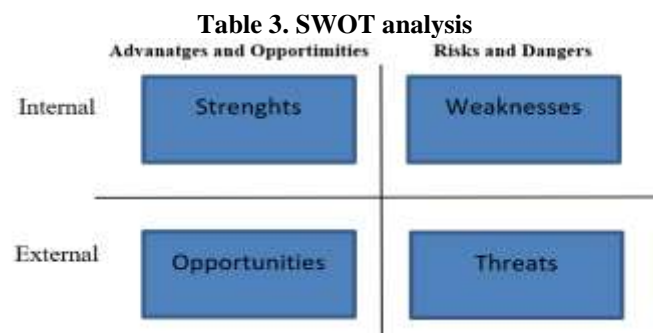 Table 3. SWOT analysis
Advanatges and Opportimities Risks and Dangers
Internal Strenghts Weaknesses
External Opportunities Threats